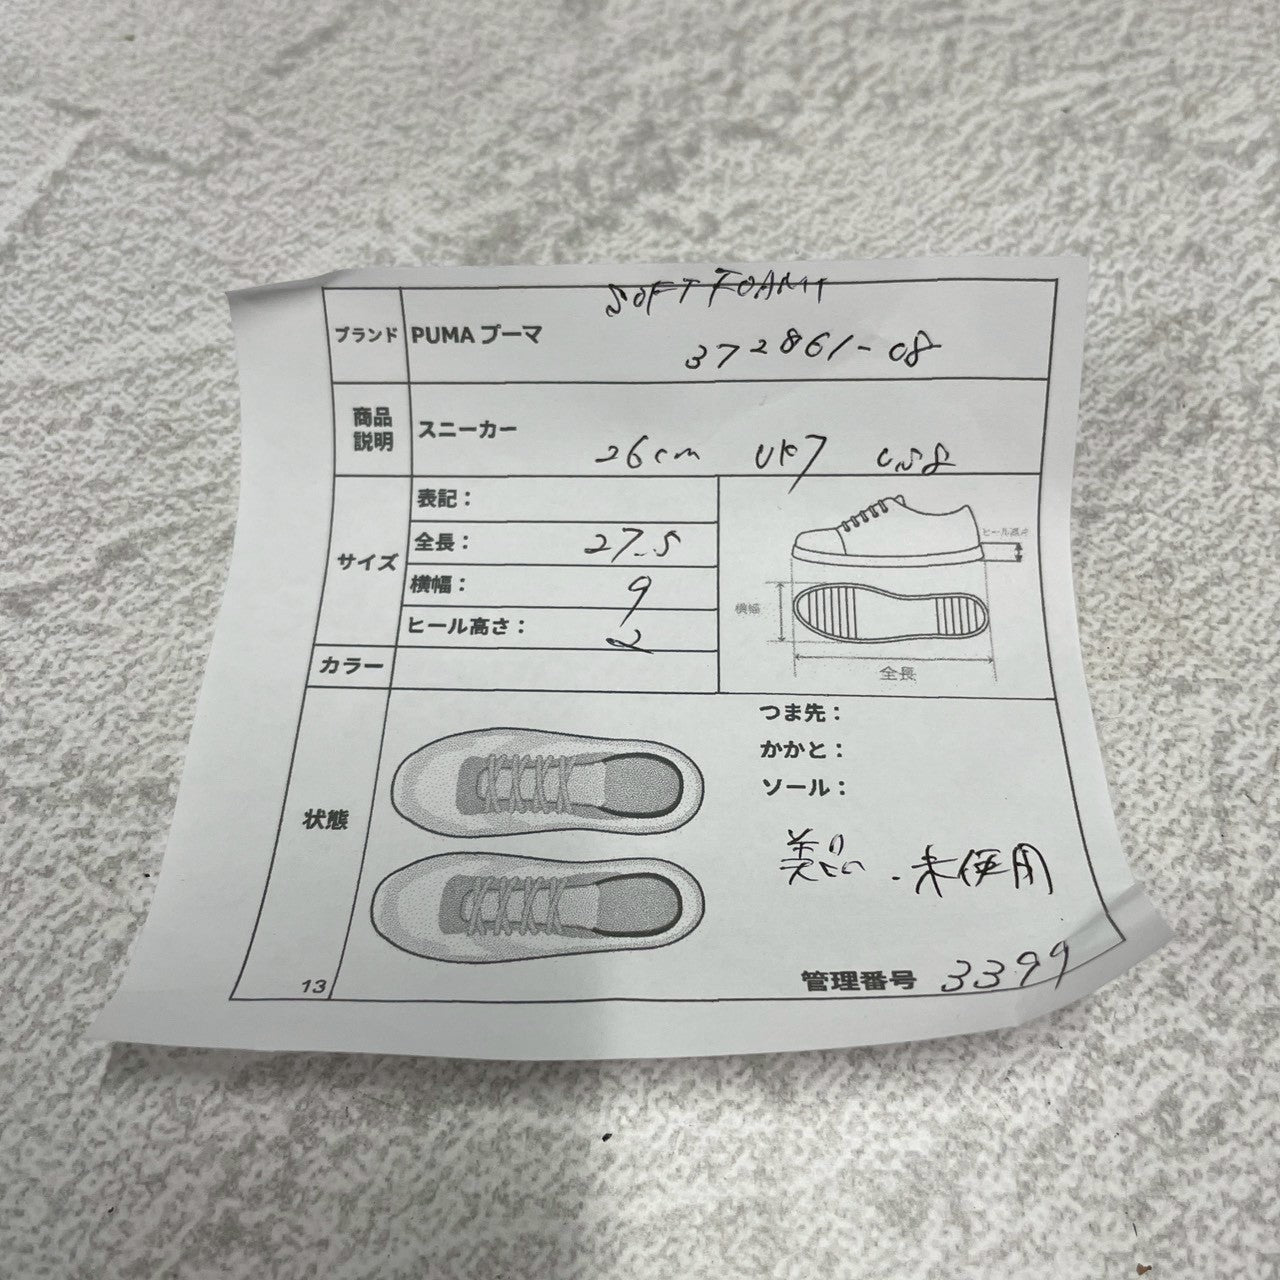 SOFT FOAM+
ブランド PUMA プーマ 372861-08
商品説明 スニーカー
26cm UK7 US8
サイズ
表記：
全長： 27.5
横幅： 9
ヒール高さ： 2
ヒール高さ
横幅
全長
カラー
状態
つま先：
かかと：
ソール：
美品.未使用
13
管理番号 3399